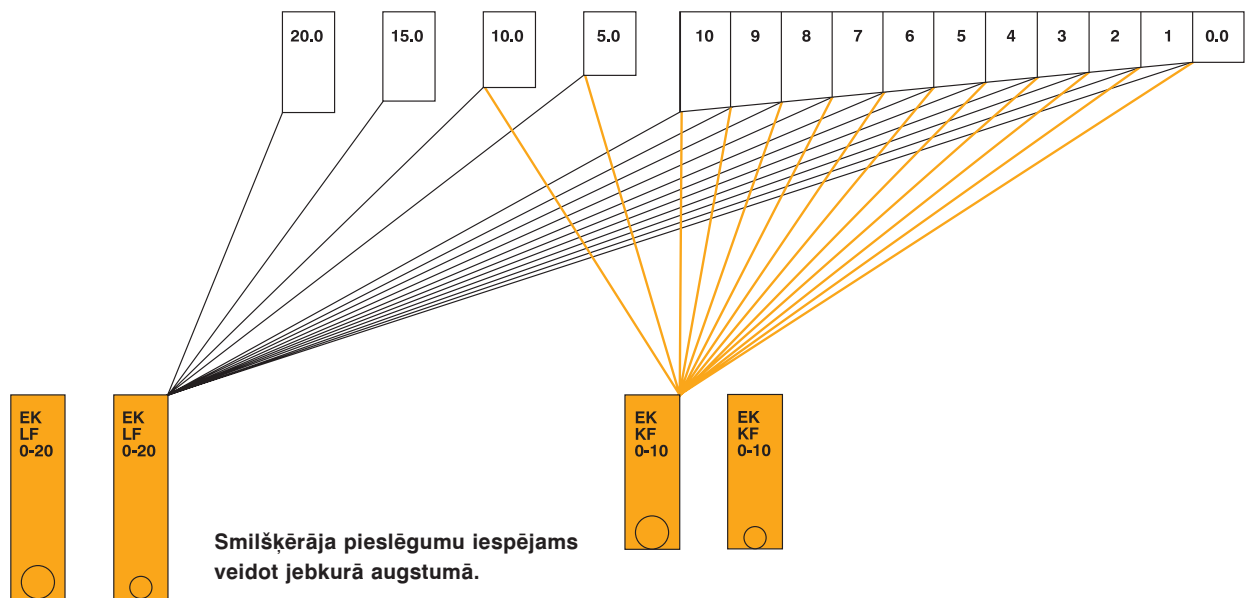 20.0 15.0 10.0 5.0 10 9 8 7 6 5 4 3 2 1 0.0
EK
LF
0-20
EK
LF
0-20
EK
KF
0-10
EK
KF
0-10
Smilšķērāja pieslēgumu iespējams
veidot jebkurā augstumā.